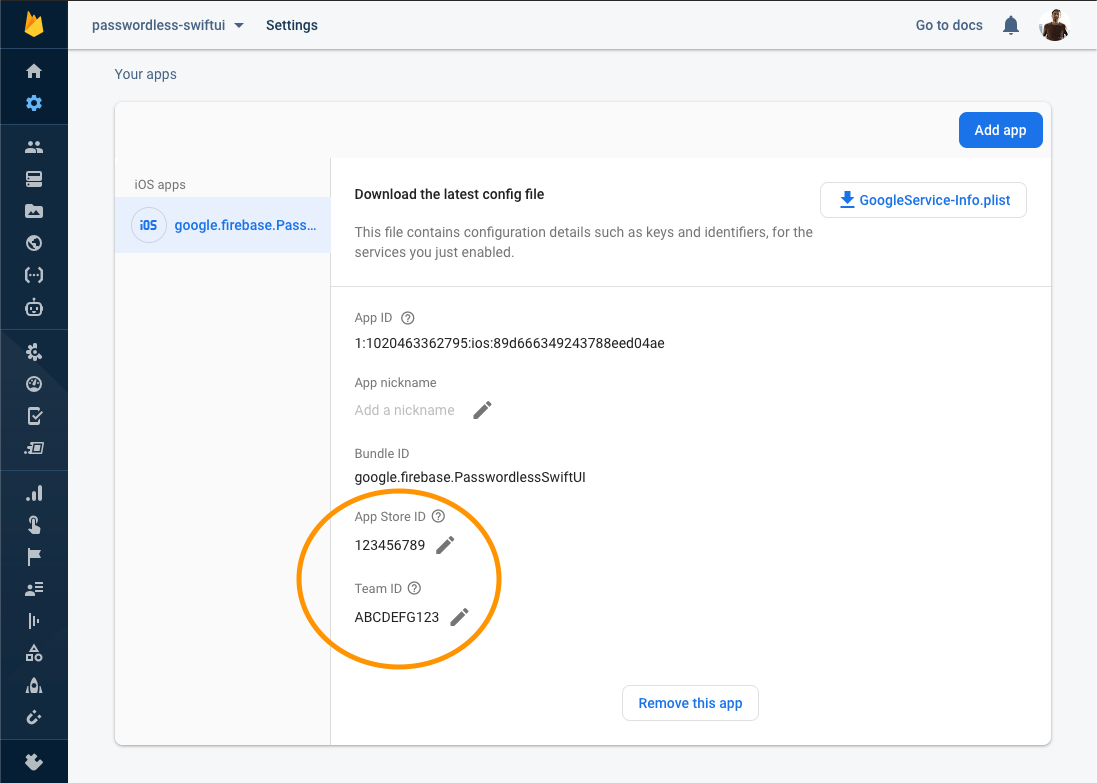 passwordless-swiftui
Settings
Go to docs
Your apps
Add app
iOS apps
iOS
google.firebase.Pass...
Download the latest config file
GoogleService-Info.plist
This file contains configuration details such as keys and identifiers, for the
services you just enabled.
App ID
1:1020463362795:ios:89d666349243788eed04ae
App nickname
Add a nickname
Bundle ID
google.firebase.PasswordlessSwiftUI
App Store ID
123456789
Team ID
ABCDEFG123
Remove this app